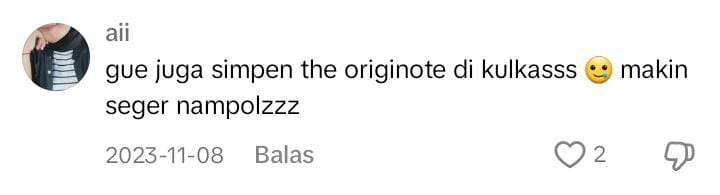 aii
gue juga simpen the originote di kulkasss 🥲 makin
seger nampolzzz
2023-11-08 Balas 2